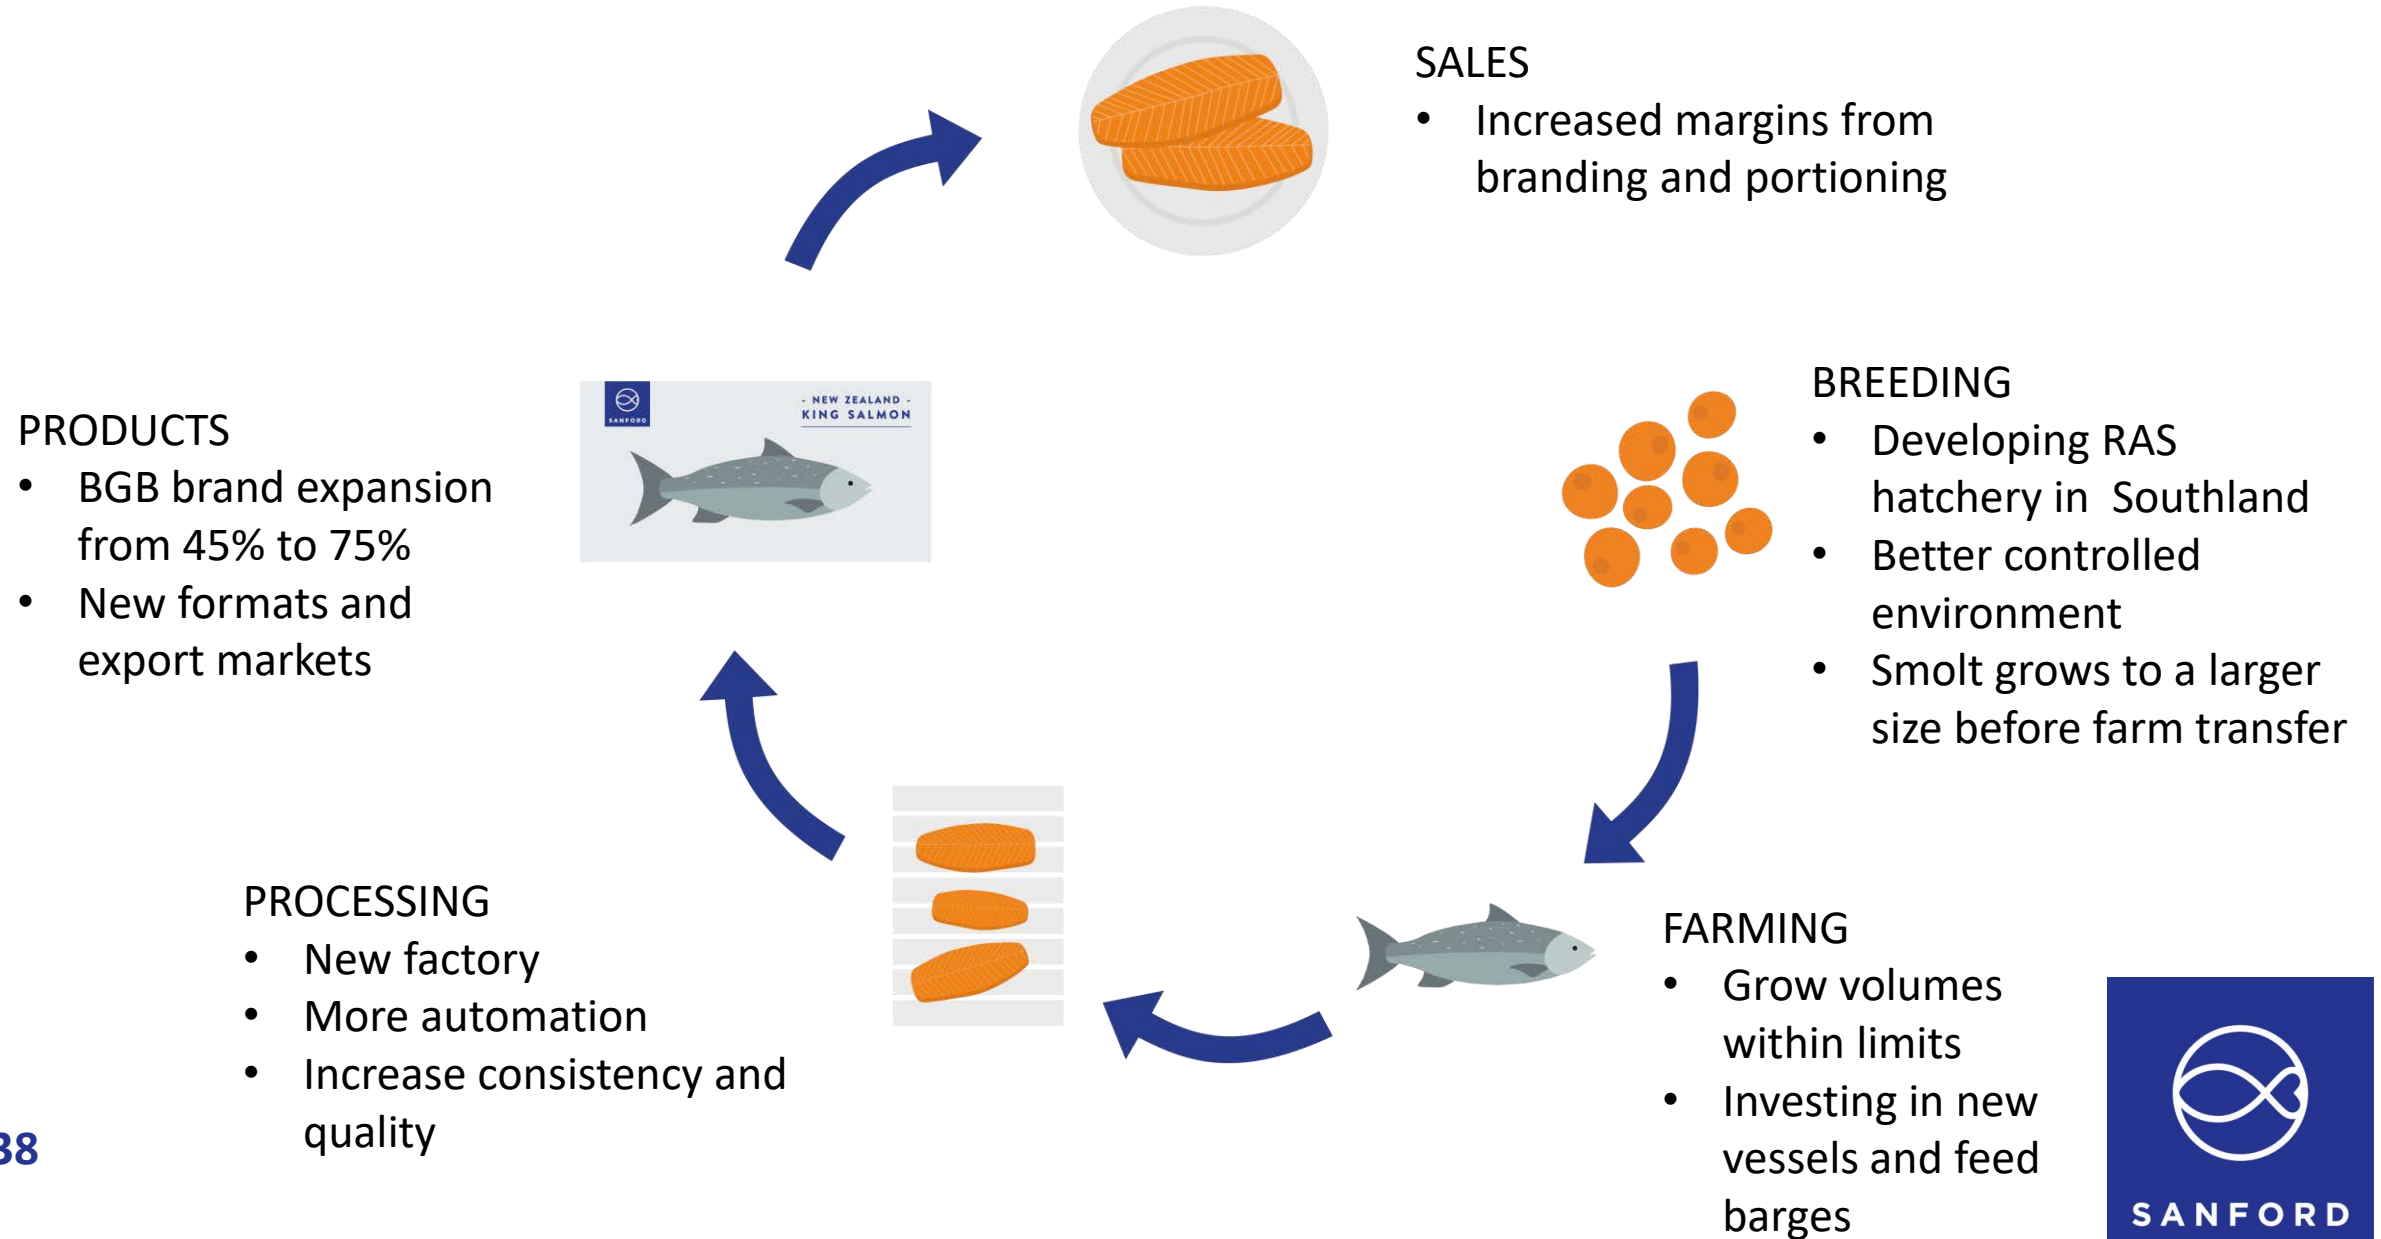 SALES
• Increased margins from
branding and portioning
BREEDING
• Developing RAS
hatchery in  Southland
• Better controlled
environment
• Smolt grows to a larger
size before farm transfer
FARMING
• Grow volumes
within limits
• Investing in new
vessels and feed
barges
PROCESSING
• New factory
• More automation
• Increase consistency and
quality
PRODUCTS
• BGB brand expansion
from 45% to 75%
• New formats and
export markets
SANFORD
- NEW ZEALAND -
KING SALMON
38
SANFORD